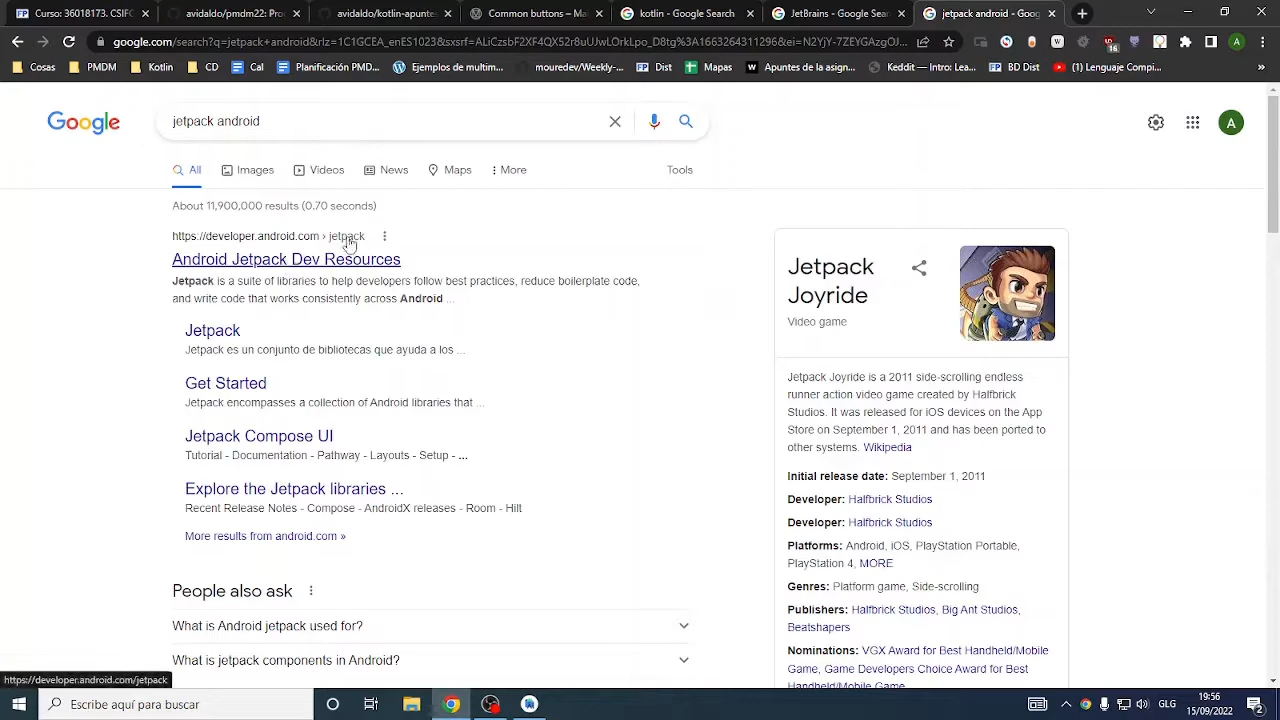 Curso: 36018173. CSIFC
avidaldo/pmdm22: Pro
avidaldo/kotlin-apuntes
Common buttons – Ma
kotlin - Google Search
JetBrains - Google Sear
jetpack android - Goog
google.com/search?q=jetpack+android&rlz=1C1GCEA_enES1023&sxsrf=ALiCzsbF2XF4QX52r8uUJwLOrkLpo_D8tg%3A1663264311296&ei=N2YjY-7ZEYGAzgOJ...
16
A
Cosas
PMDM
Kotlin
CD
Cal
Planificación PMD...
Ejemplos de multim...
mouredev/Weekly-...
Dist
Mapas
Apuntes de la asign...
Keddit — Intro: Lea...
BD Dist
(1) Lenguaje Compi...
Google
jetpack android
A
All
Images
Videos
News
Maps
More
Tools
About 11,900,000 results (0.70 seconds)
https://developer.android.com › jetpack
Android Jetpack Dev Resources
Jetpack is a suite of libraries to help developers follow best practices, reduce boilerplate code,
and write code that works consistently across Android ...
Jetpack
Jetpack es un conjunto de bibliotecas que ayuda a los ...
Get Started
Jetpack encompasses a collection of Android libraries that ...
Jetpack Compose UI
Tutorial - Documentation - Pathway - Layouts - Setup - ...
Explore the Jetpack libraries ...
Recent Release Notes - Compose - AndroidX releases - Room - Hilt
More results from android.com »
People also ask
What is Android jetpack used for?
What is jetpack components in Android?
Jetpack
Joyride
Video game
Jetpack Joyride is a 2011 side-scrolling endless
runner action video game created by Halfbrick
Studios. It was released for iOS devices on the App
Store on September 1, 2011 and has been ported to
other systems. Wikipedia
Initial release date: September 1, 2011
Developer: Halfbrick Studios
Developer: Halfbrick Studios
Platforms: Android, iOS, PlayStation Portable,
PlayStation 4, MORE
Genres: Platform game, Side-scrolling
Publishers: Halfbrick Studios, Big Ant Studios,
Beatshapers
Nominations: VGX Award for Best Handheld/Mobile
Game, Game Developers Choice Award for Best
Handheld/Mobile Game
https://developer.android.com/jetpack
Escribe aquí para buscar
GLG
19:56
15/09/2022
2